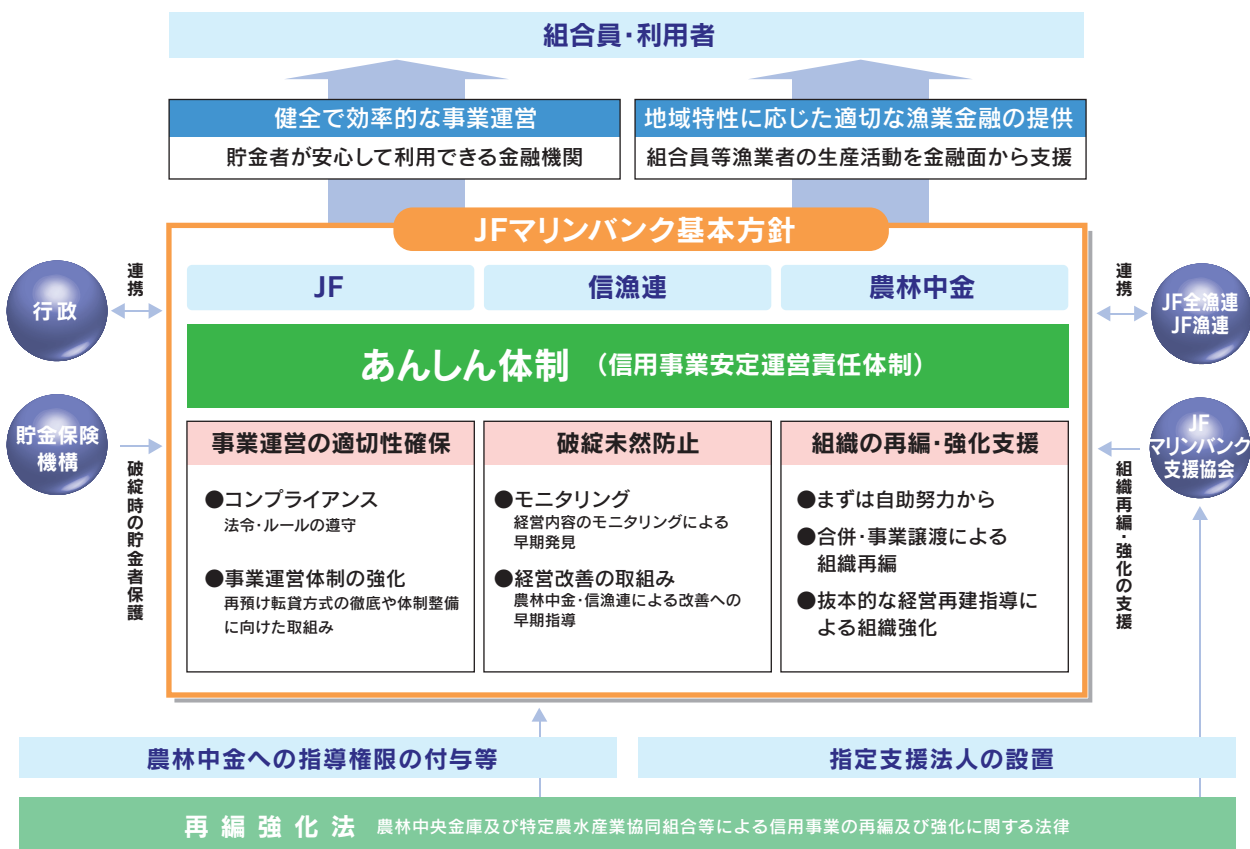 組合員・利用者
健全で効率的な事業運営
貯金者が安心して利用できる金融機関
地域特性に応じた適切な漁業金融の提供
組合員等漁業者の生産活動を金融面から支援
JFマリンバンク基本方針
JF
信漁連
農林中金
あんしん体制 (信用事業安定運営責任体制)
行政
連携
貯金保険
機構
破綻時の貯金者保護
事業運営の適切性確保
●コンプライアンス
法令・ルールの遵守
●事業運営体制の強化
再預け転貸方式の徹底や体制整備
に向けた取組み
破綻未然防止
●モニタリング
経営内容のモニタリングによる
早期発見
●経営改善の取組み
農林中金・信漁連による改善への
早期指導
組織の再編・強化支援
●まずは自助努力から
●合併・事業譲渡による
組織再編
●抜本的な経営再建指導に
よる組織強化
連携
JF全漁連
JF漁連
JF
マリンバンク
支援協会
組織再編・強化の支援
農林中金への指導権限の付与等
指定支援法人の設置
再編強化法 農林中央金庫及び特定農水産業協同組合等による信用事業の再編及び強化に関する法律